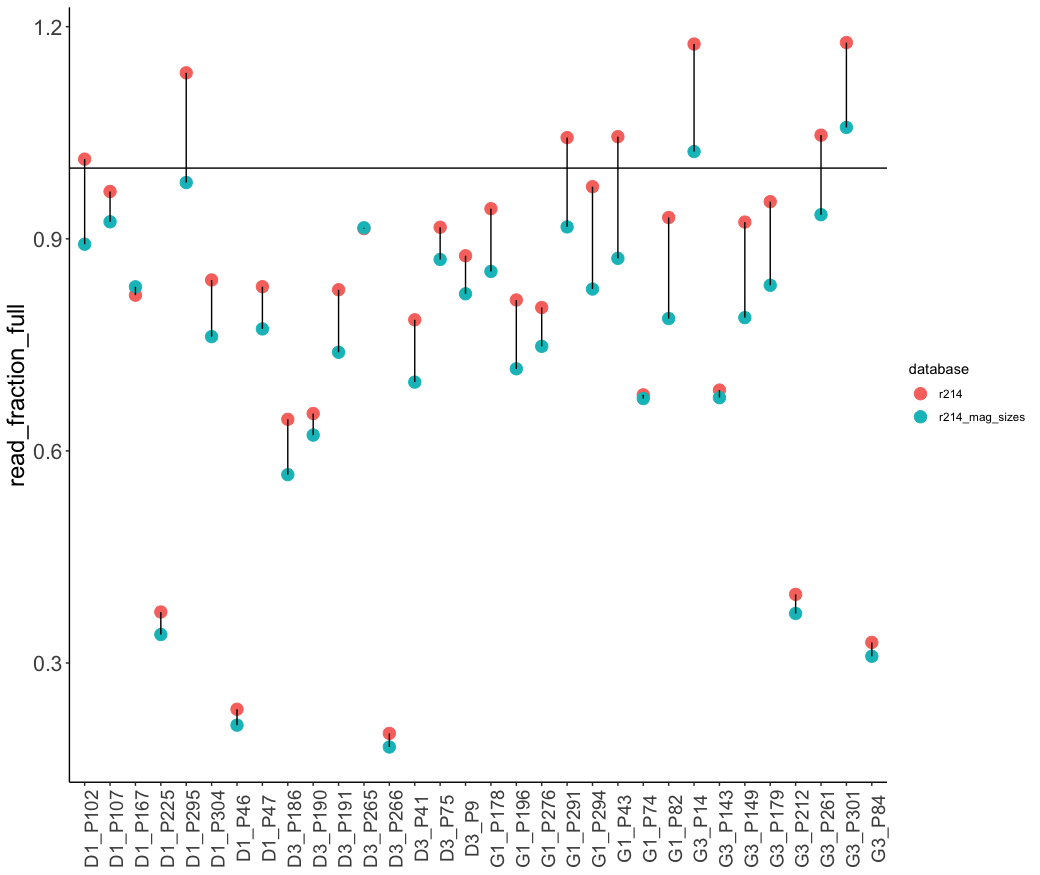 1.2
0.9
0.6
0.3
read_fraction_full
D1_P102
D1_P107
D1_P167
D1_P225
D1_P295
D1_P304
D1_P46
D1_P47
D3_P186
D3_P190
D3_P191
D3_P265
D3_P266
D3_P41
D3_P75
D3_P9
G1_P178
G1_P196
G1_P276
G1_P291
G1_P294
G1_P43
G1_P74
G1_P82
G3_P14
G3_P143
G3_P149
G3_P179
G3_P212
G3_P261
G3_P301
G3_P84
database
r214
r214_mag_sizes